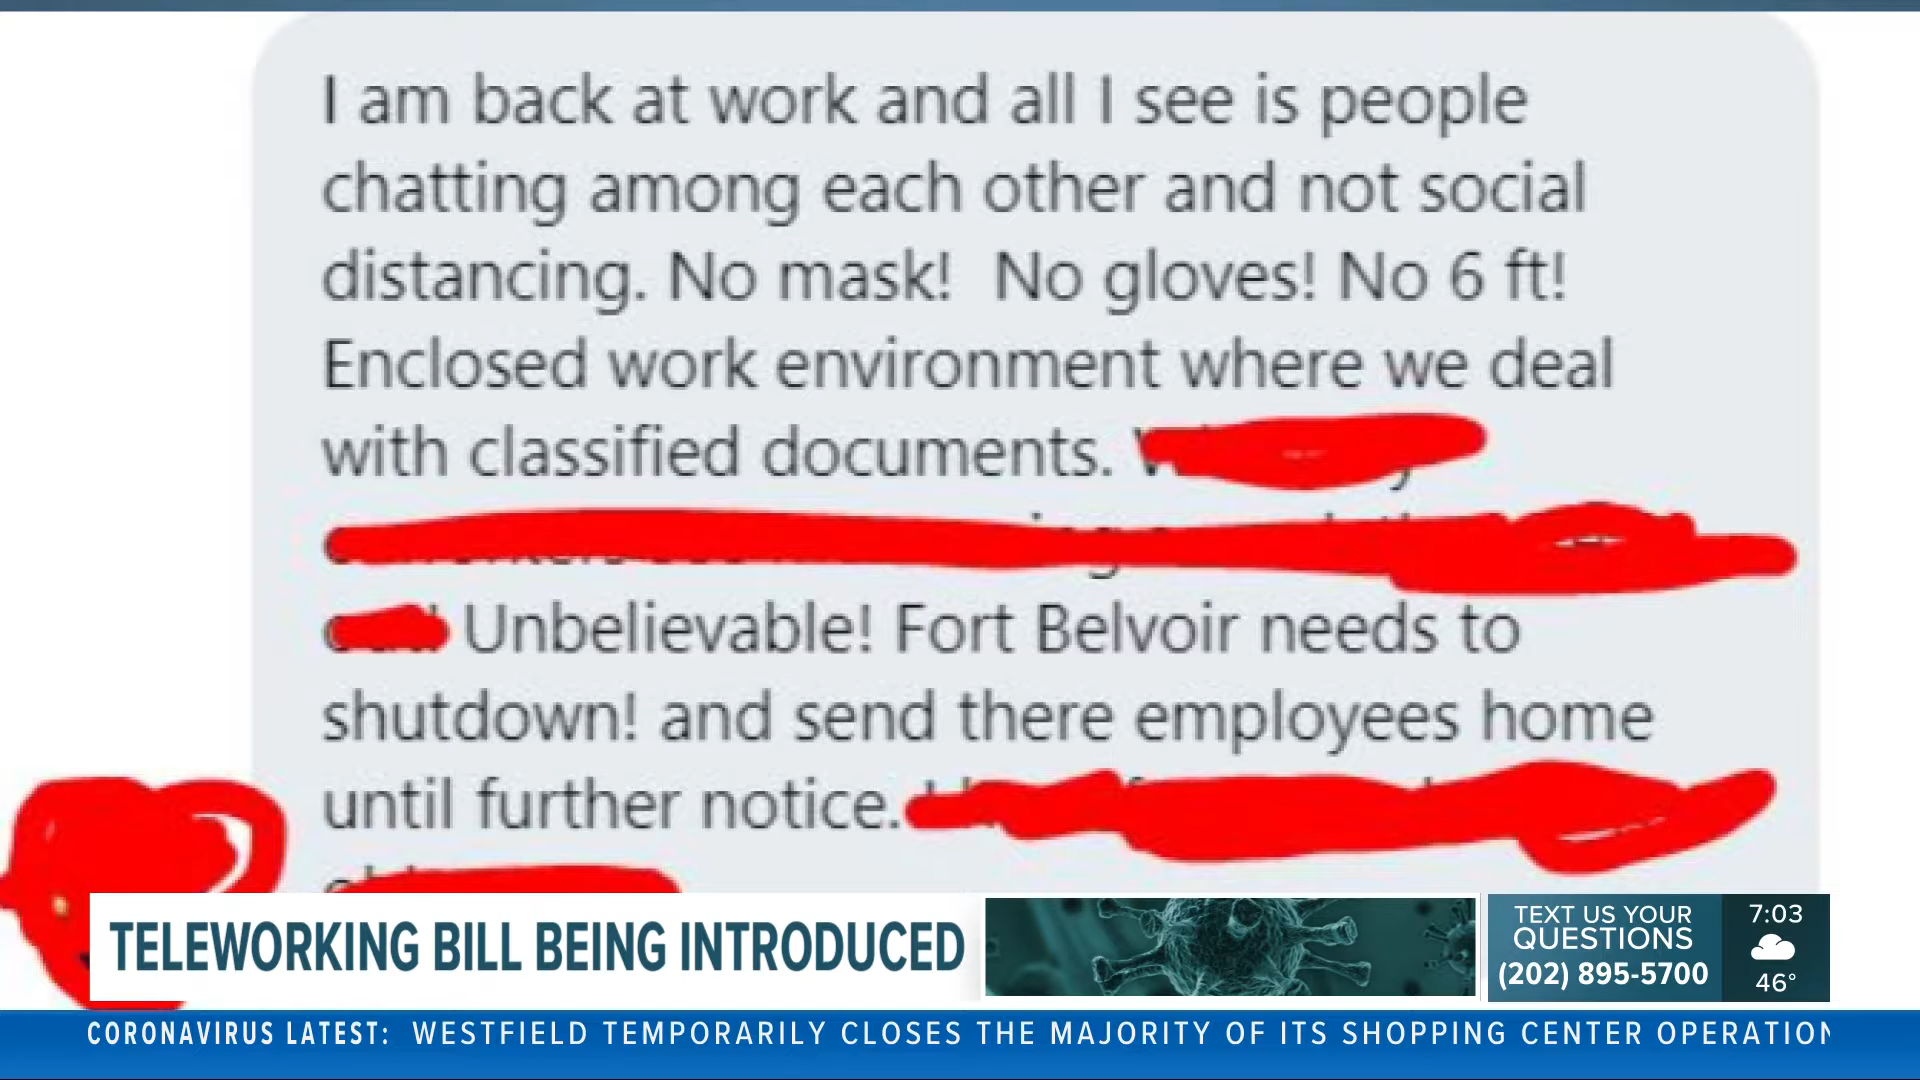 I am back at work and all I see is people
chatting among each other and not social
distancing. No mask!  No gloves! No 6 ft!
Enclosed work environment where we deal
with classified documents.
Unbelievable! Fort Belvoir needs to
shutdown! and send there employees home
until further notice.
TELEWORKING BILL BEING INTRODUCED
TEXT US YOUR
QUESTIONS
(202) 895-5700
7:03
46°
CORONAVIRUS LATEST: WESTFIELD TEMPORARILY CLOSES THE MAJORITY OF ITS SHOPPING CENTER OPERATION